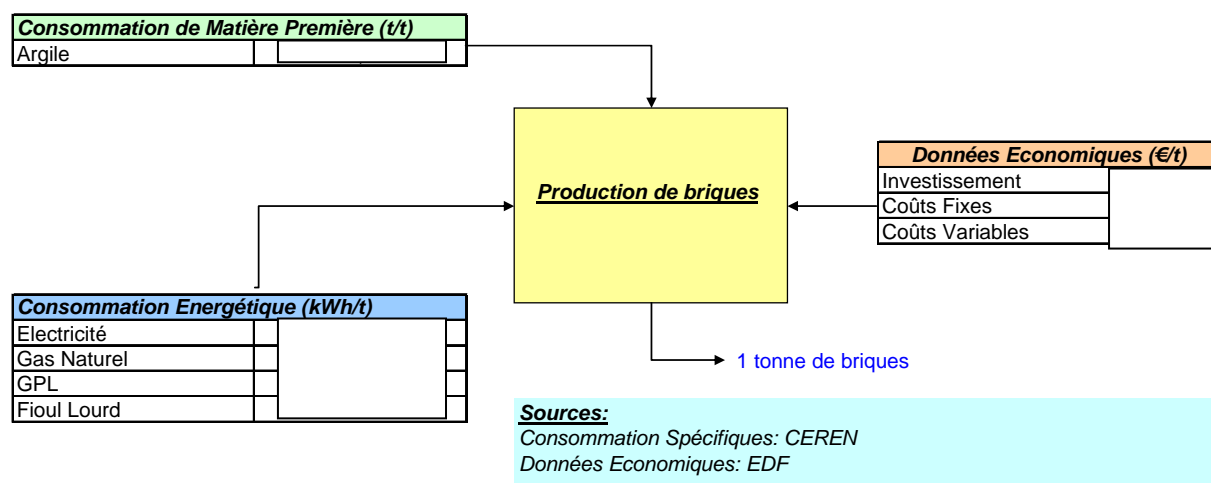 Consommation de Matière Première (t/t)
Argile
Production de briques
Données Economiques (€/t)
Investissement
Coûts Fixes
Coûts Variables
Consommation Energétique (kWh/t)
Electricité
Gas Naturel
GPL
Fioul Lourd
1 tonne de briques
Sources:
Consommation Spécifiques: CEREN
Données Economiques: EDF